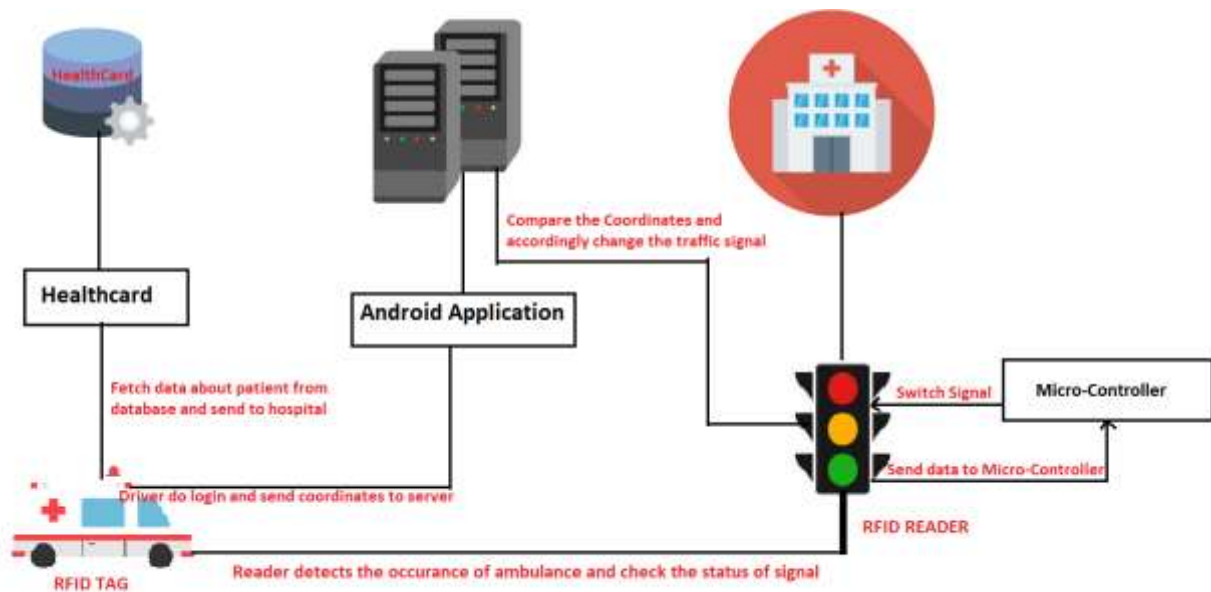 HealthCard
Compare the Coordinates and
accordingly change the traffic signal
Healthcard
Android Application
Fetch data about patient from
database and send to hospital
Switch Signal
Micro-Controller
Send data to Micro-Controller
Driver do login and send coordinates to server
RFID READER
Reader detects the occurance of ambulance and check the status of signal
RFID TAG